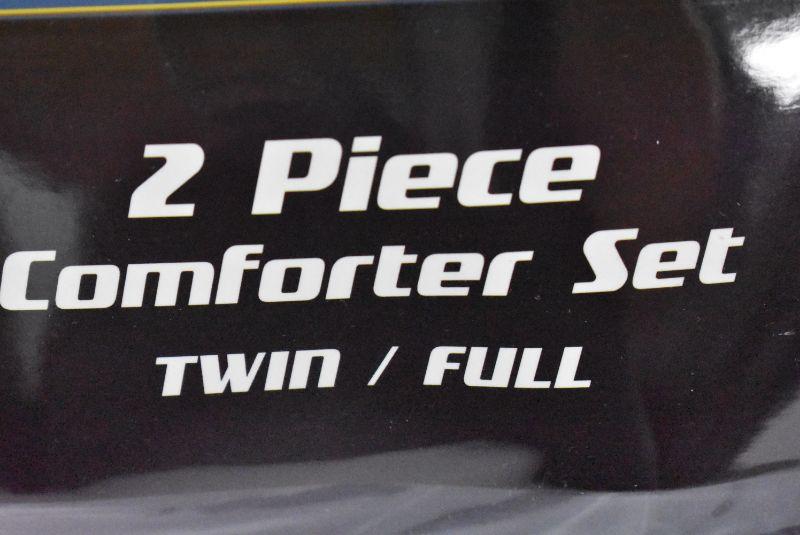 2 Piece
Comforter Set
TWIN / FULL